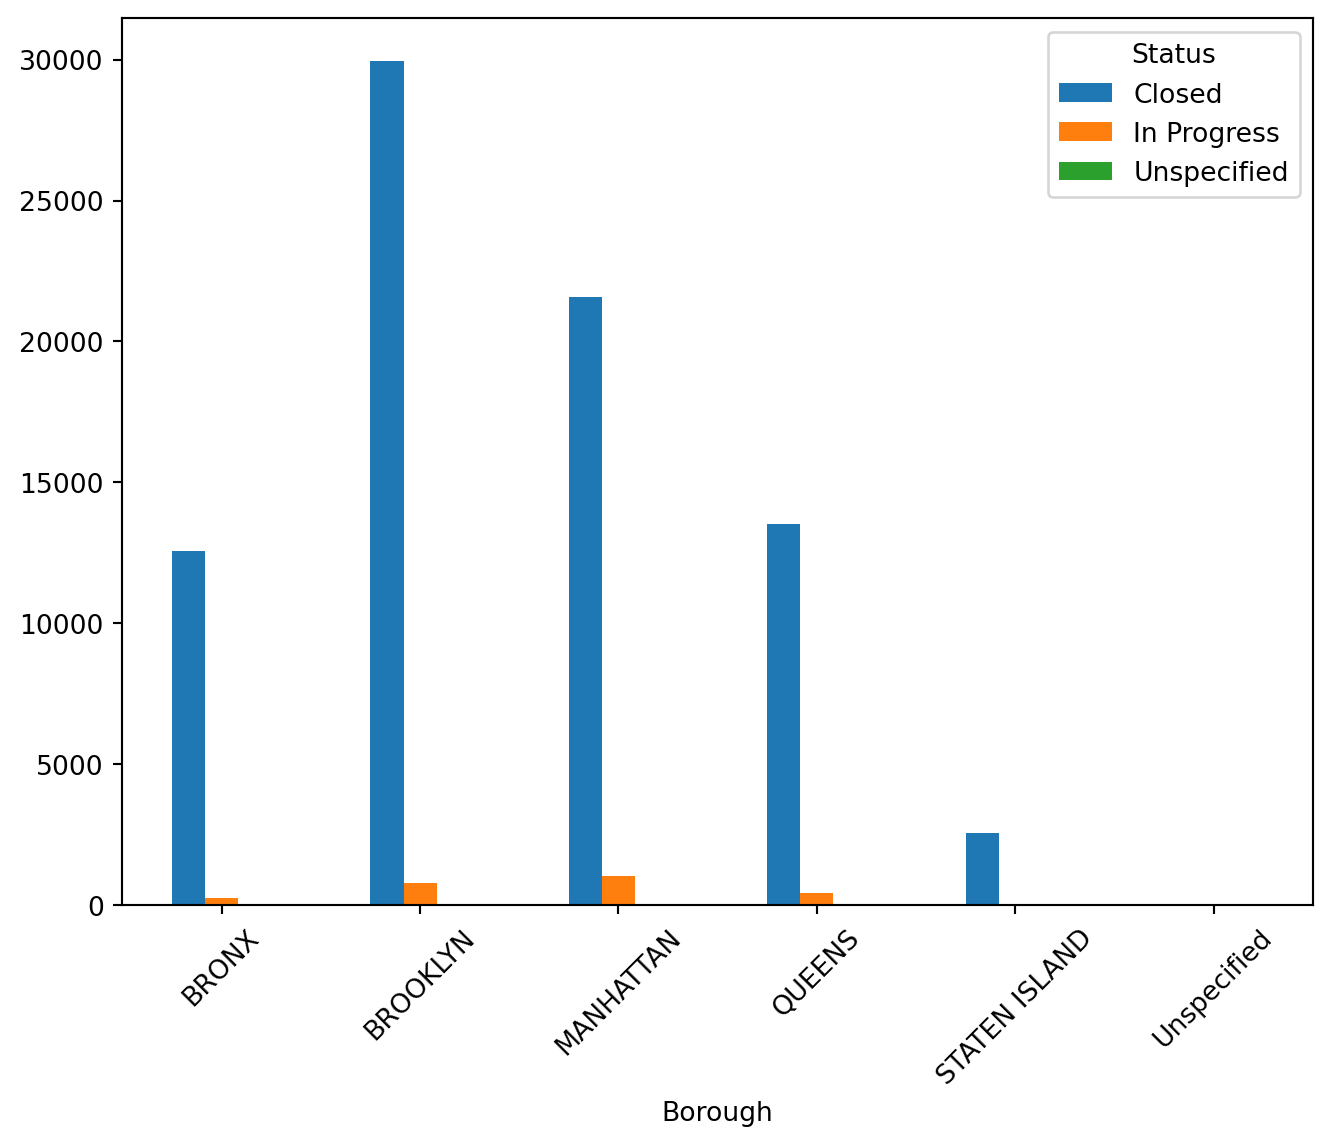 30000
25000
20000
15000
10000
5000
0
Status
Closed
In Progress
Unspecified
BRONX
BROOKLYN
MANHATTAN
QUEENS
STATEN ISLAND
Unspecified
Borough